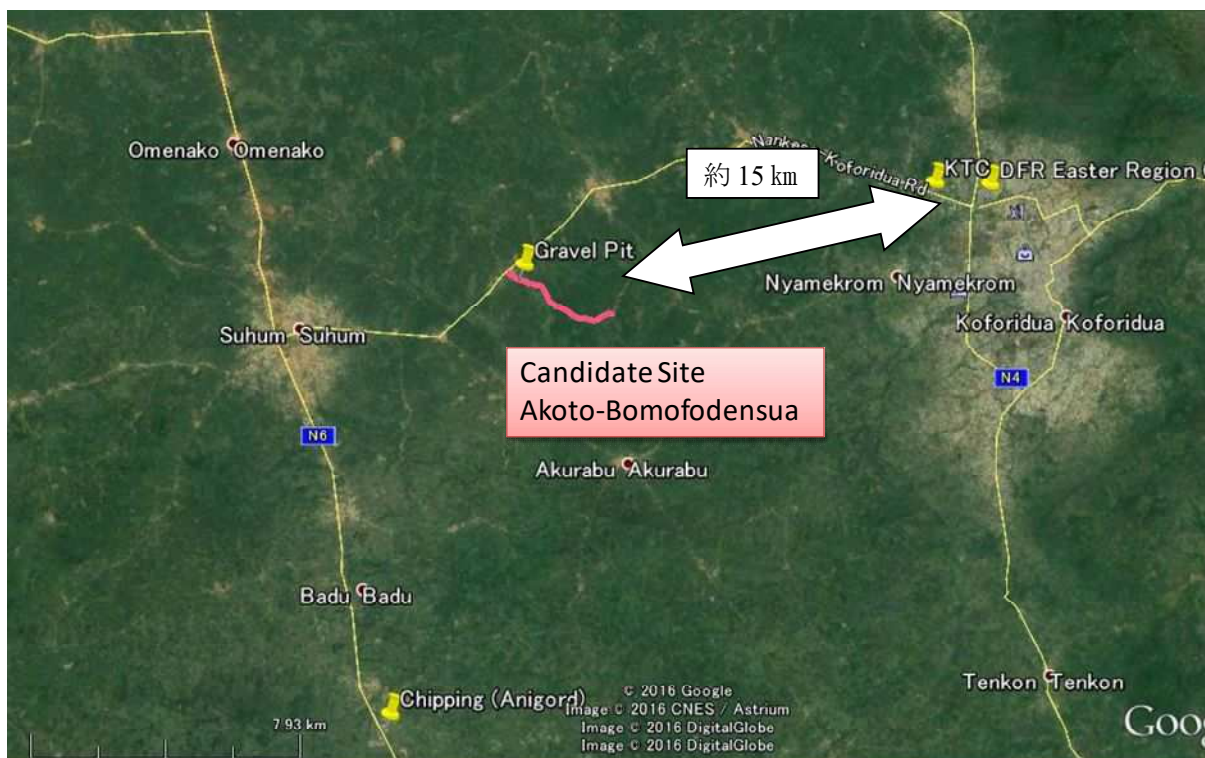 Omenako Omenako
約 15 ㎞
Koforidua Rd
KTC
DFR Easter Region
Gravel Pit
Nyamekrom Nyamekrom
Suhum Suhum
Koforidua Koforidua
Candidate Site
Akoto-Bomofodensua
N4
N6
Akurabu Akurabu
Badu Badu
Tenkon Tenkon
Chipping (Anigord)
7.93 km
© 2016 Google
Image © 2016 CNES / Astrium
Image © 2016 DigitalGlobe
Image © 2016 DigitalGlobe
Goo